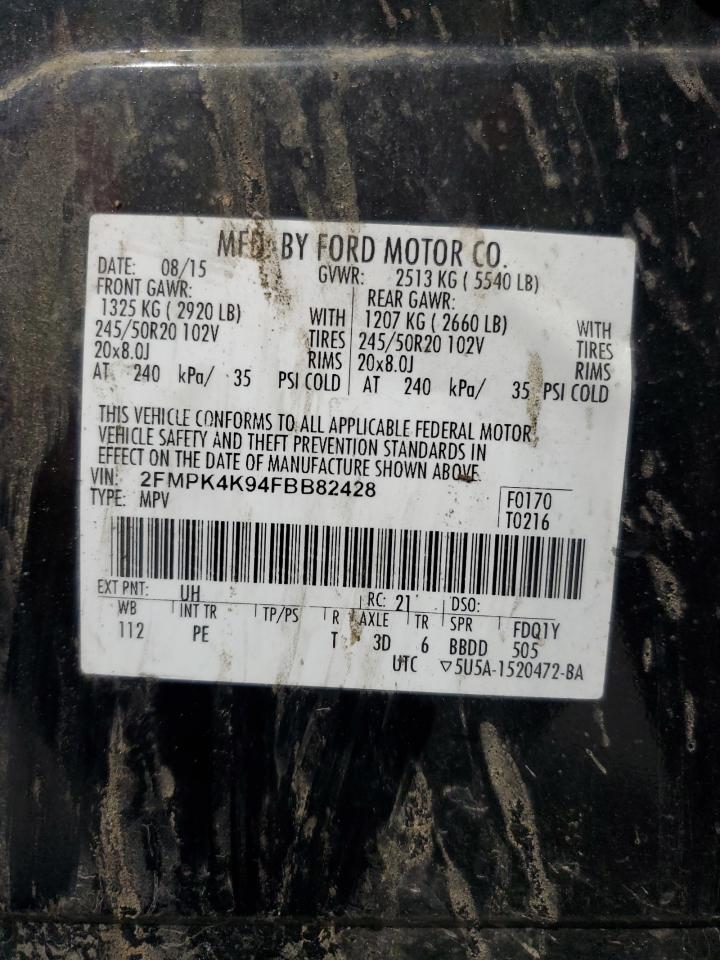 MFD. BY FORD MOTOR CO.
DATE: 08/15 GVWR: 2513 KG ( 5540 LB)
FRONT GAWR: REAR GAWR:
1325 KG ( 2920 LB) WITH 1207 KG ( 2660 LB) WITH
245/50R20 102V TIRES 245/50R20 102V TIRES
20x8.0J RIMS 20x8.0J RIMS
AT 240 kPa/ 35 PSI COLD AT 240 kPa/ 35 PSI COLD
THIS VEHICLE CONFORMS TO ALL APPLICABLE FEDERAL MOTOR
VEHICLE SAFETY AND THEFT PREVENTION STANDARDS IN
EFFECT ON THE DATE OF MANUFACTURE SHOWN ABOVE.
VIN: 2FMPK4K94FBB82428
TYPE: MPV F0170
T0216
EXT PNT: UH RC: 21 DSO:
WB INT TR TP/PS R AXLE TR SPR FDQ1Y
112 PE T 3D 6 BBDD 505
UTC ▽5U5A-1520472-BA